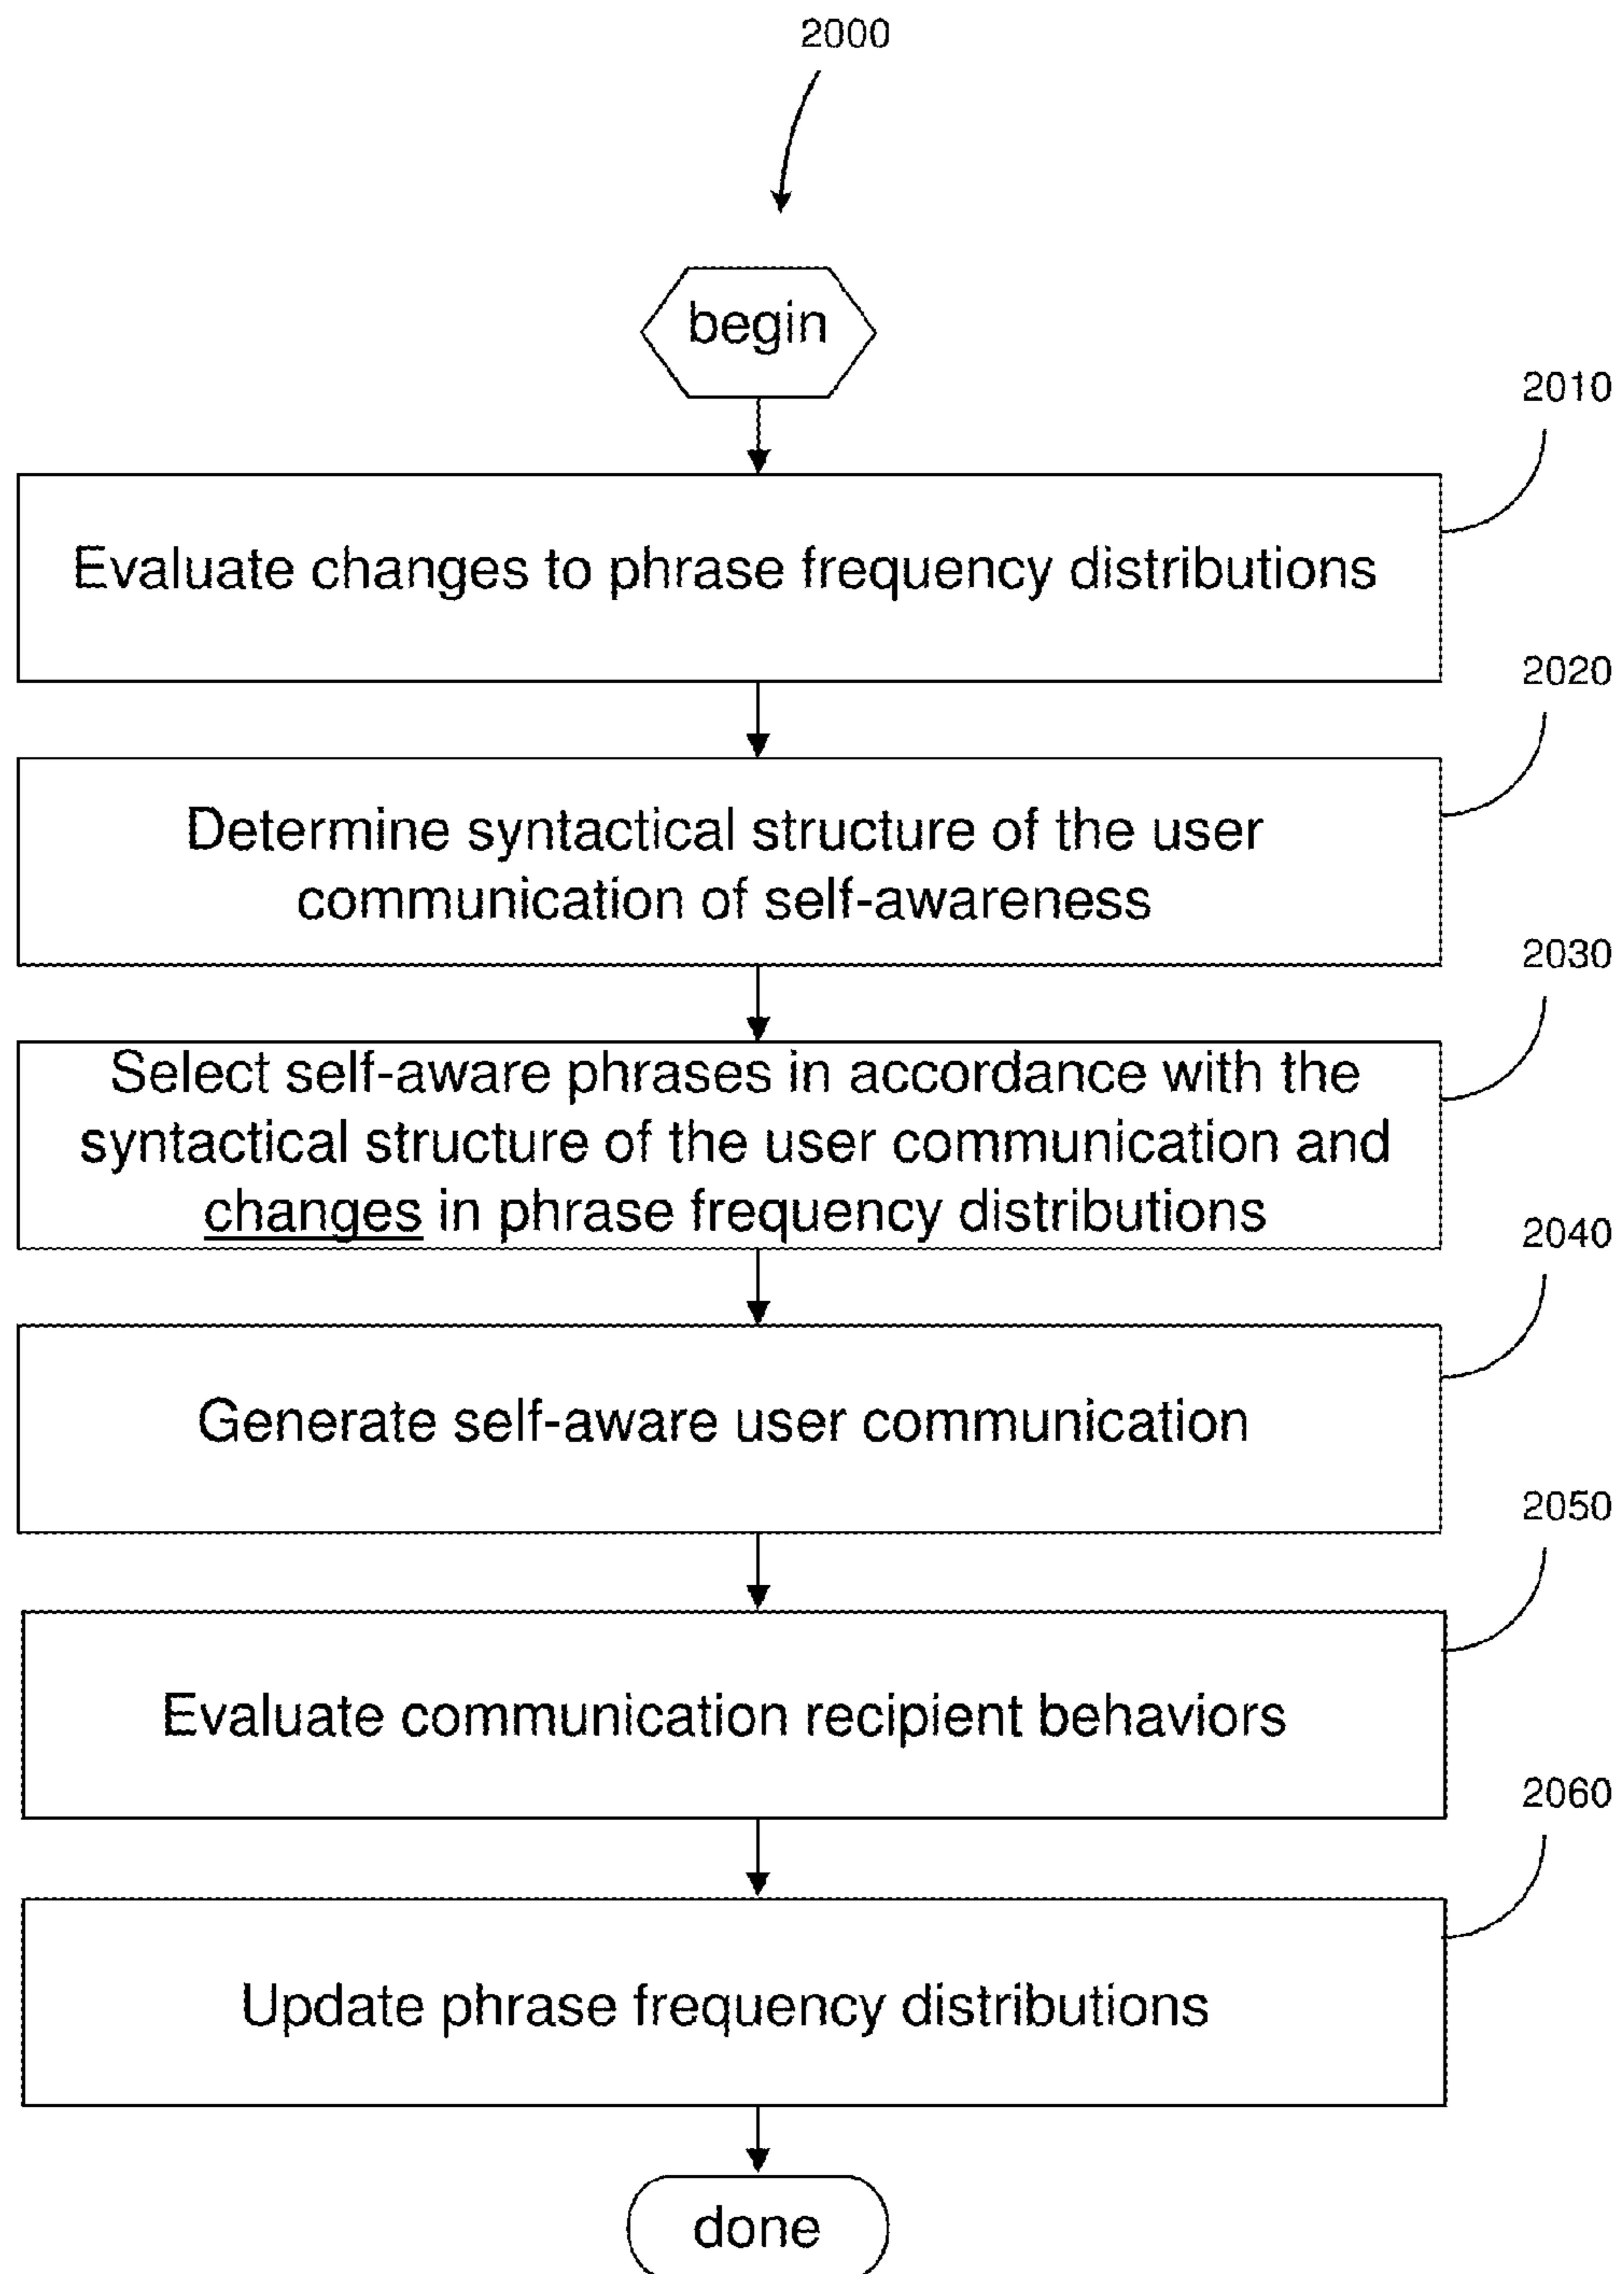 2000
begin
2010
Evaluate changes to phrase frequency distributions
2020
Determine syntactical structure of the user
communication of self-awareness
2030
Select self-aware phrases in accordance with the
syntactical structure of the user communication and
changes in phrase frequency distributions
2040
Generate self-aware user communication
2050
Evaluate communication recipient behaviors
2060
Update phrase frequency distributions
done